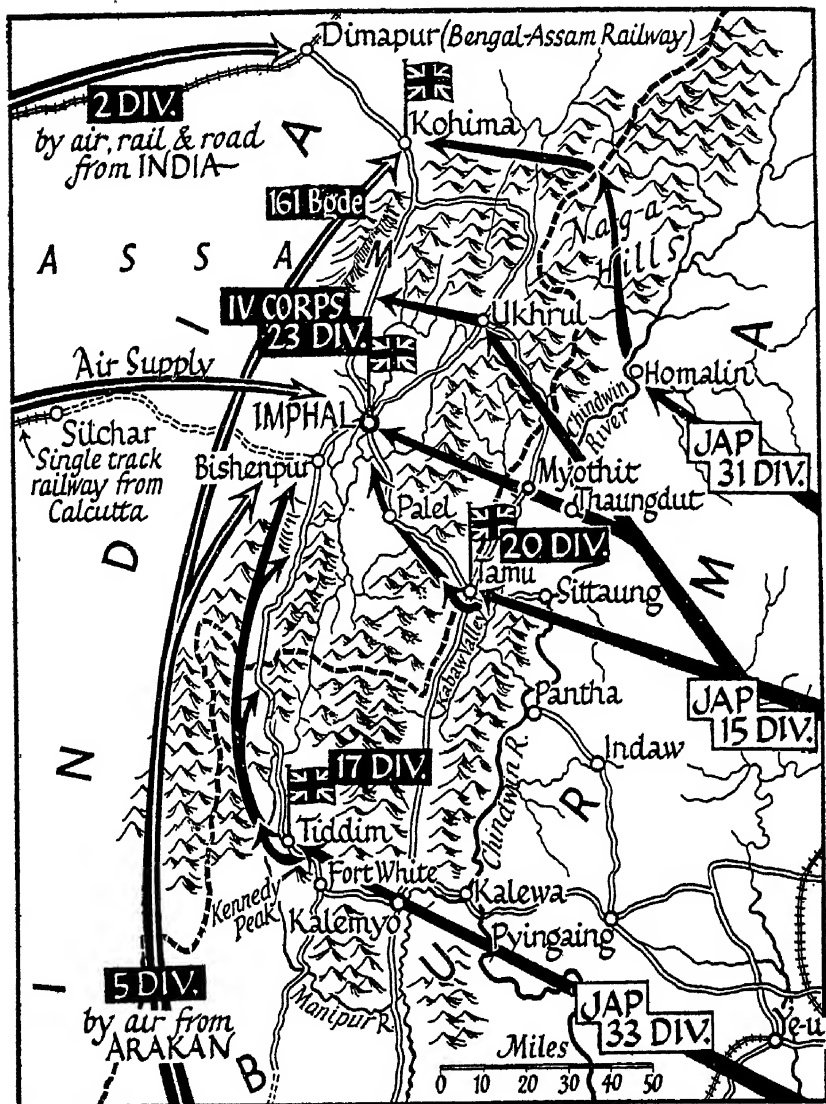 Dimapur (Bengal-Assam Railway)
2 DIV.
by air, rail & road
from INDIA
Kohima
161 Bgde
Naga
Hills
ASSAM
IV CORPS
23 DIV.
Ukhrul
Air Supply
Homalin
Chindwin
River
IMPHAL
Silchar
Single track
railway from
Calcutta
Bishenpur
JAP
31 DIV.
Myothit
Thaungdut
Palel
20 DIV.
Tamu
Sittaung
Kabaw Valley
Pantha
JAP
15 DIV.
Indaw
17 DIV.
Chindwin R.
Tiddim
Fort White
Kennedy
Peak
Kalewa
Kalemyo
Pyingaing
5 DIV.
by air from
ARAKAN
Manipur R.
JAP
33 DIV.
Ye-u
Miles
0 10 20 30 40 50
INDIA
BURMA